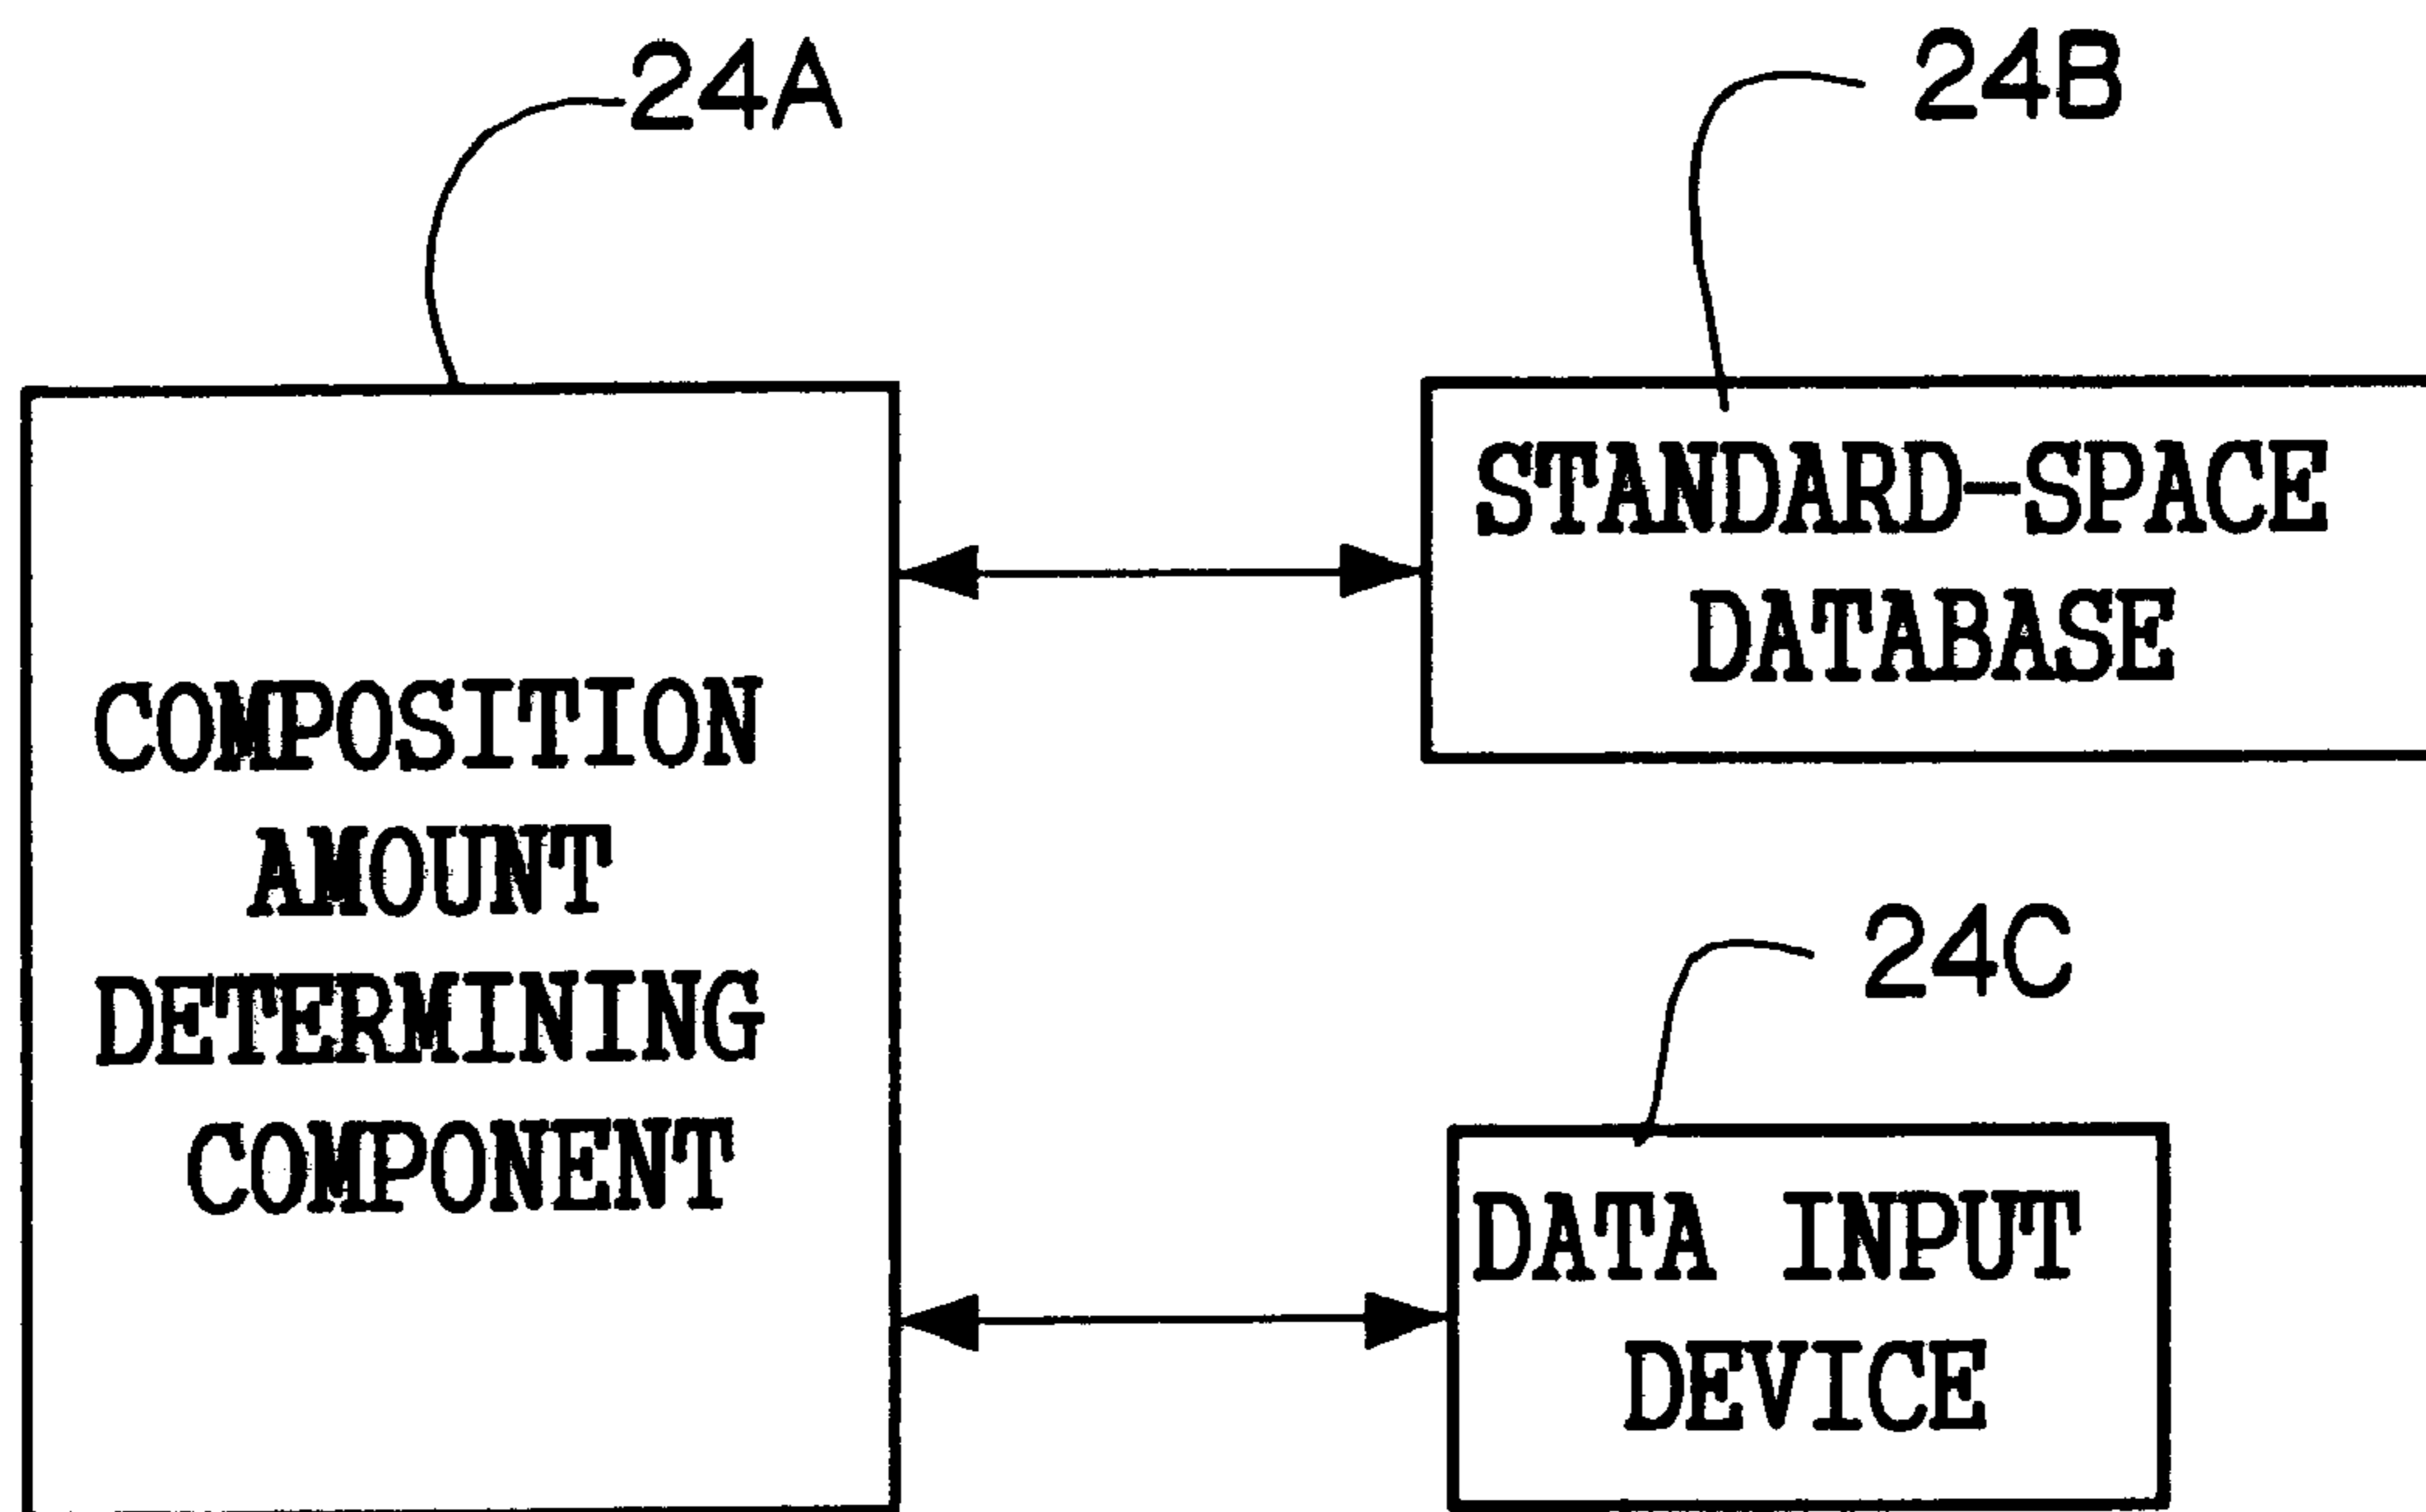 24A
24B
STANDARD-SPACE
DATABASE
COMPOSITION
AMOUNT
DETERMINING
COMPONENT
24C
DATA INPUT
DEVICE